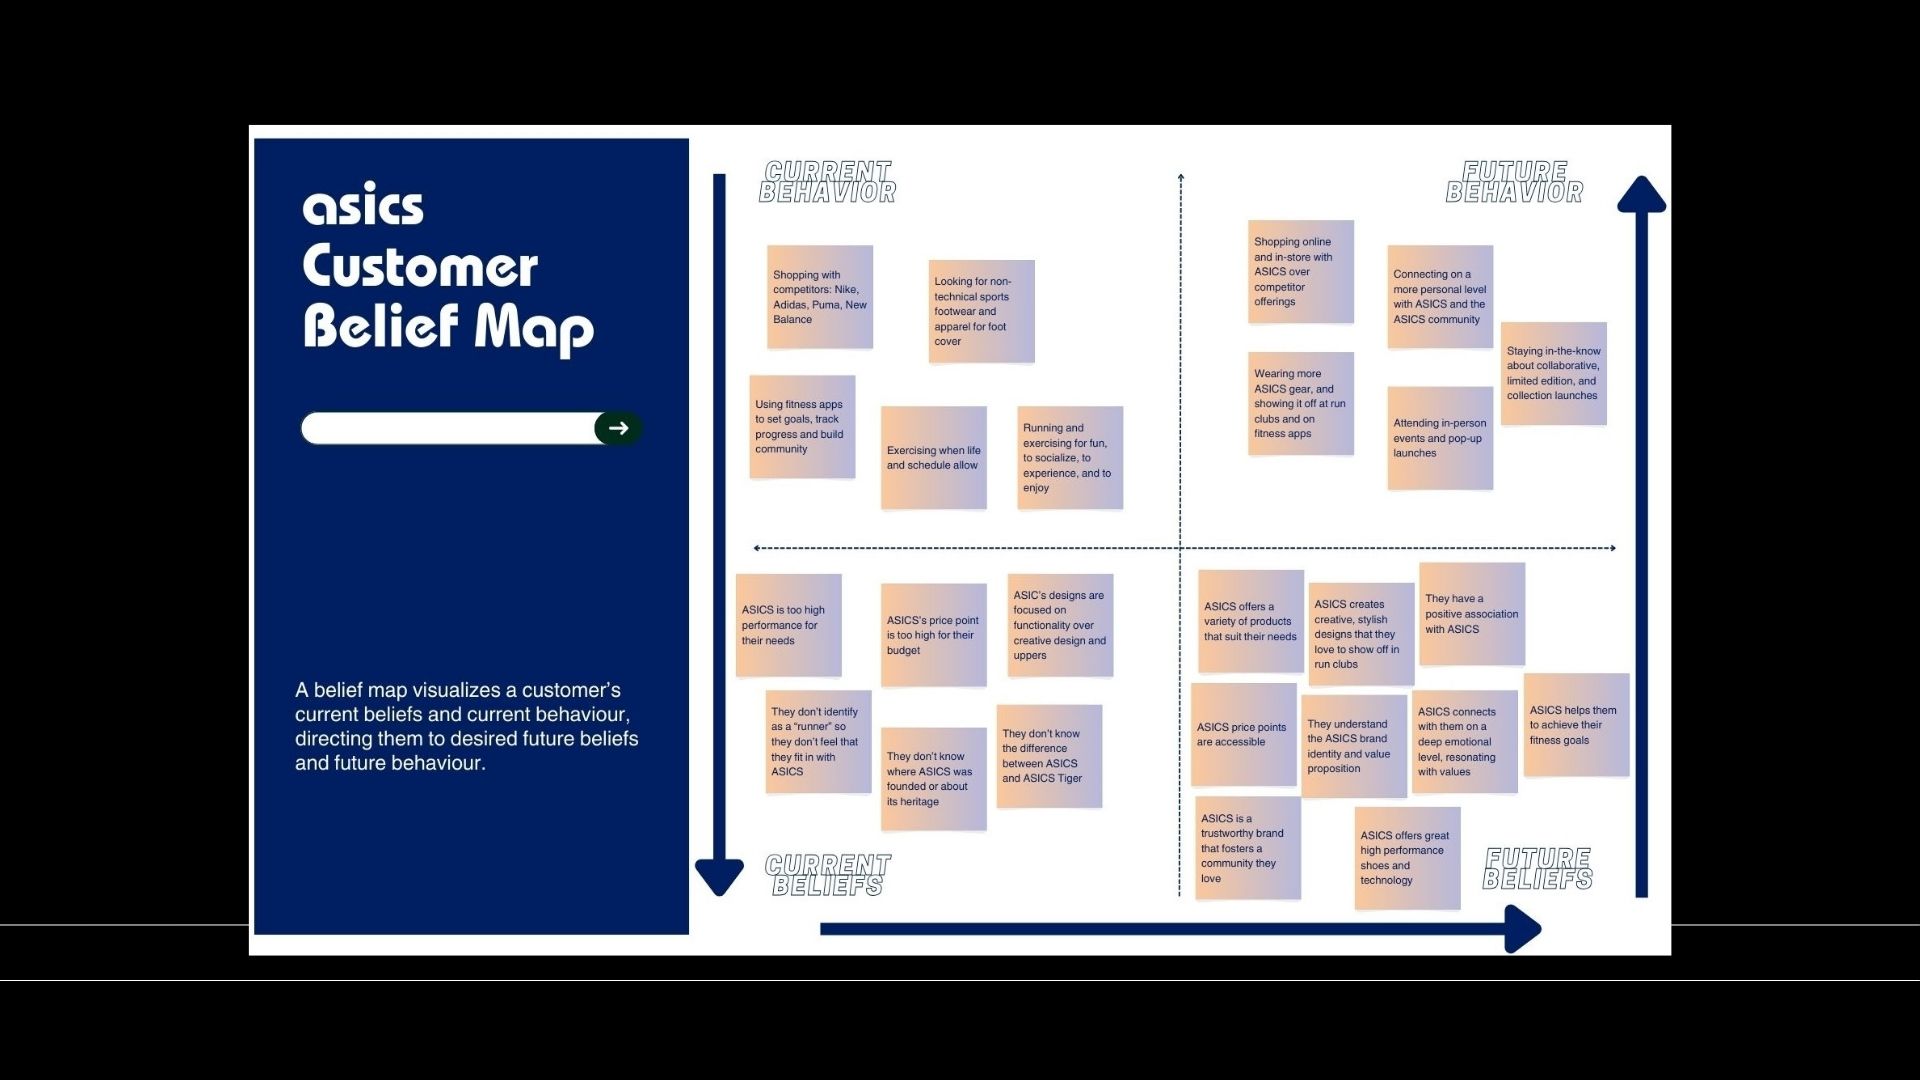 asics
Customer
Belief Map
A belief map visualizes a customer's
current beliefs and current behaviour,
directing them to desired future beliefs
and future behaviour.
CURRENT
BEHAVIOR
Shopping with
competitors: Nike,
Adidas, Puma, New
Balance
Looking for non-
technical sports
footwear and
apparel for foot
cover
Using fitness apps
to set goals, track
progress and build
community
Exercising when life
and schedule allow
Running and
exercising for fun,
to socialize, to
experience, and to
enjoy
FUTURE
BEHAVIOR
Shopping online
and in-store with
ASICS over
competitor
offerings
Connecting on a
more personal level
with ASICS and the
ASICS community
Staying in-the-know
about collaborative,
limited edition, and
collection launches
Wearing more
ASICS gear, and
showing it off at run
clubs and on
fitness apps
Attending in-person
events and pop-up
launches
ASICS is too high
performance for
their needs
ASICS's price point
is too high for their
budget
ASIC's designs are
focused on
functionality over
creative design and
uppers
They don't identify
as a "runner" so
they don't feel that
they fit in with
ASICS
They don't know
where ASICS was
founded or about
its heritage
They don't know
the difference
between ASICS
and ASICS Tiger
CURRENT
BELIEFS
ASICS offers a
variety of products
that suit their needs
ASICS creates
creative, stylish
designs that they
love to show off in
run clubs
They have a
positive association
with ASICS
ASICS price points
are accessible
They understand
the ASICS brand
identity and value
proposition
ASICS connects
with them on a
deep emotional
level, resonating
with values
ASICS helps them
to achieve their
fitness goals
ASICS is a
trustworthy brand
that fosters a
community they
love
ASICS offers great
high performance
shoes and
technology
FUTURE
BELIEFS